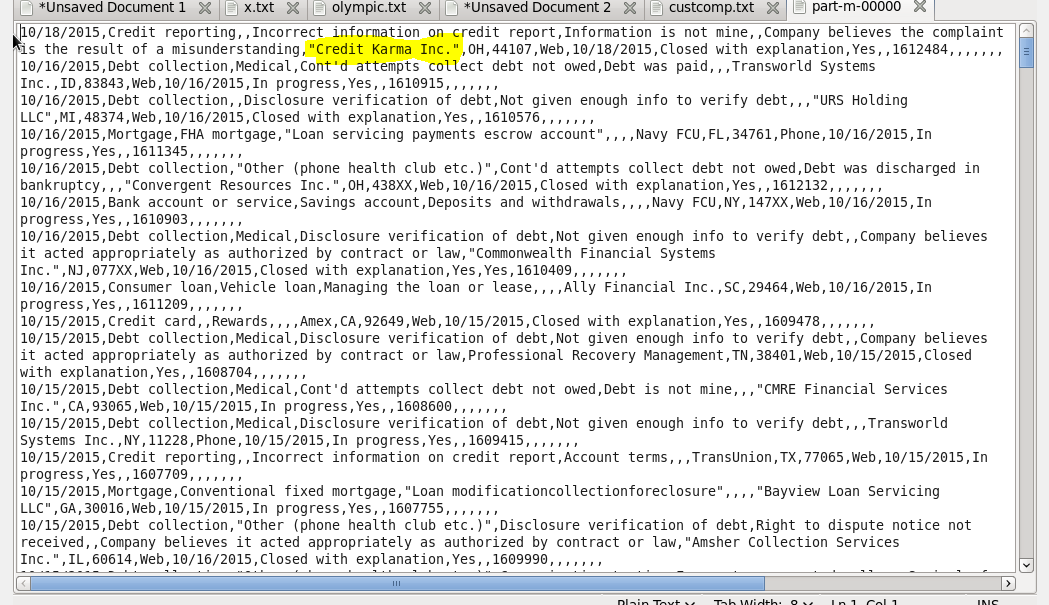 *Unsaved Document 1 x.txt olympic.txt *Unsaved Document 2 custcomp.txt part-m-00000
10/18/2015,Credit reporting,,Incorrect information on credit report,Information is not mine,,Company believes the complaint
is the result of a misunderstanding,"Credit Karma Inc.",OH,44107,Web,10/18/2015,Closed with explanation,Yes,,1612484,,,,,,,
10/16/2015,Debt collection,Medical,Cont'd attempts collect debt not owed,Debt was paid,,,Transworld Systems
Inc.,ID,83843,Web,10/16/2015,In progress,Yes,,1610915,,,,,,,
10/16/2015,Debt collection,,Disclosure verification of debt,Not given enough info to verify debt,,,"URS Holding
LLC",MI,48374,Web,10/16/2015,Closed with explanation,Yes,,1610576,,,,,,,
10/16/2015,Mortgage,FHA mortgage,"Loan servicing payments escrow account",,,,Navy FCU,FL,34761,Phone,10/16/2015,In
progress,Yes,,1611345,,,,,,,
10/16/2015,Debt collection,"Other (phone health club etc.)",Cont'd attempts collect debt not owed,Debt was discharged in
bankruptcy,,,"Convergent Resources Inc.",OH,438XX,Web,10/16/2015,Closed with explanation,Yes,,1612132,,,,,,,
10/16/2015,Bank account or service,Savings account,Deposits and withdrawals,,,,Navy FCU,NY,147XX,Web,10/16/2015,In
progress,Yes,,1610903,,,,,,,
10/16/2015,Debt collection,Medical,Disclosure verification of debt,Not given enough info to verify debt,,Company believes
it acted appropriately as authorized by contract or law,"Commonwealth Financial Systems
Inc.",NJ,077XX,Web,10/16/2015,Closed with explanation,Yes,Yes,1610409,,,,,,,
10/16/2015,Consumer loan,Vehicle loan,Managing the loan or lease,,,,Ally Financial Inc.,SC,29464,Web,10/16/2015,In
progress,Yes,,1611209,,,,,,,
10/15/2015,Credit card,,Rewards,,,,Amex,CA,92649,Web,10/15/2015,Closed with explanation,Yes,,1609478,,,,,,,
10/15/2015,Debt collection,Medical,Disclosure verification of debt,Not given enough info to verify debt,,Company believes
it acted appropriately as authorized by contract or law,Professional Recovery Management,TN,38401,Web,10/15/2015,Closed
with explanation,Yes,,1608704,,,,,,,
10/15/2015,Debt collection,Medical,Cont'd attempts collect debt not owed,Debt is not mine,,,"CMRE Financial Services
Inc.",CA,93065,Web,10/15/2015,In progress,Yes,,1608600,,,,,,,
10/15/2015,Debt collection,Medical,Disclosure verification of debt,Not given enough info to verify debt,,,Transworld
Systems Inc.,NY,11228,Phone,10/15/2015,In progress,Yes,,1609415,,,,,,,
10/15/2015,Credit reporting,,Incorrect information on credit report,Account terms,,,TransUnion,TX,77065,Web,10/15/2015,In
progress,Yes,,1607709,,,,,,,
10/15/2015,Mortgage,Conventional fixed mortgage,"Loan modificationcollectionforeclosure",,,,"Bayview Loan Servicing
LLC",GA,30016,Web,10/15/2015,In progress,Yes,,1607755,,,,,,,
10/15/2015,Debt collection,"Other (phone health club etc.)",Disclosure verification of debt,Right to dispute notice not
received,,Company believes it acted appropriately as authorized by contract or law,"Amsher Collection Services
Inc.",IL,60614,Web,10/16/2015,Closed with explanation,Yes,,1609990,,,,,,,
Plain Text Tab Width: 8 Ln 1, Col 1 INS